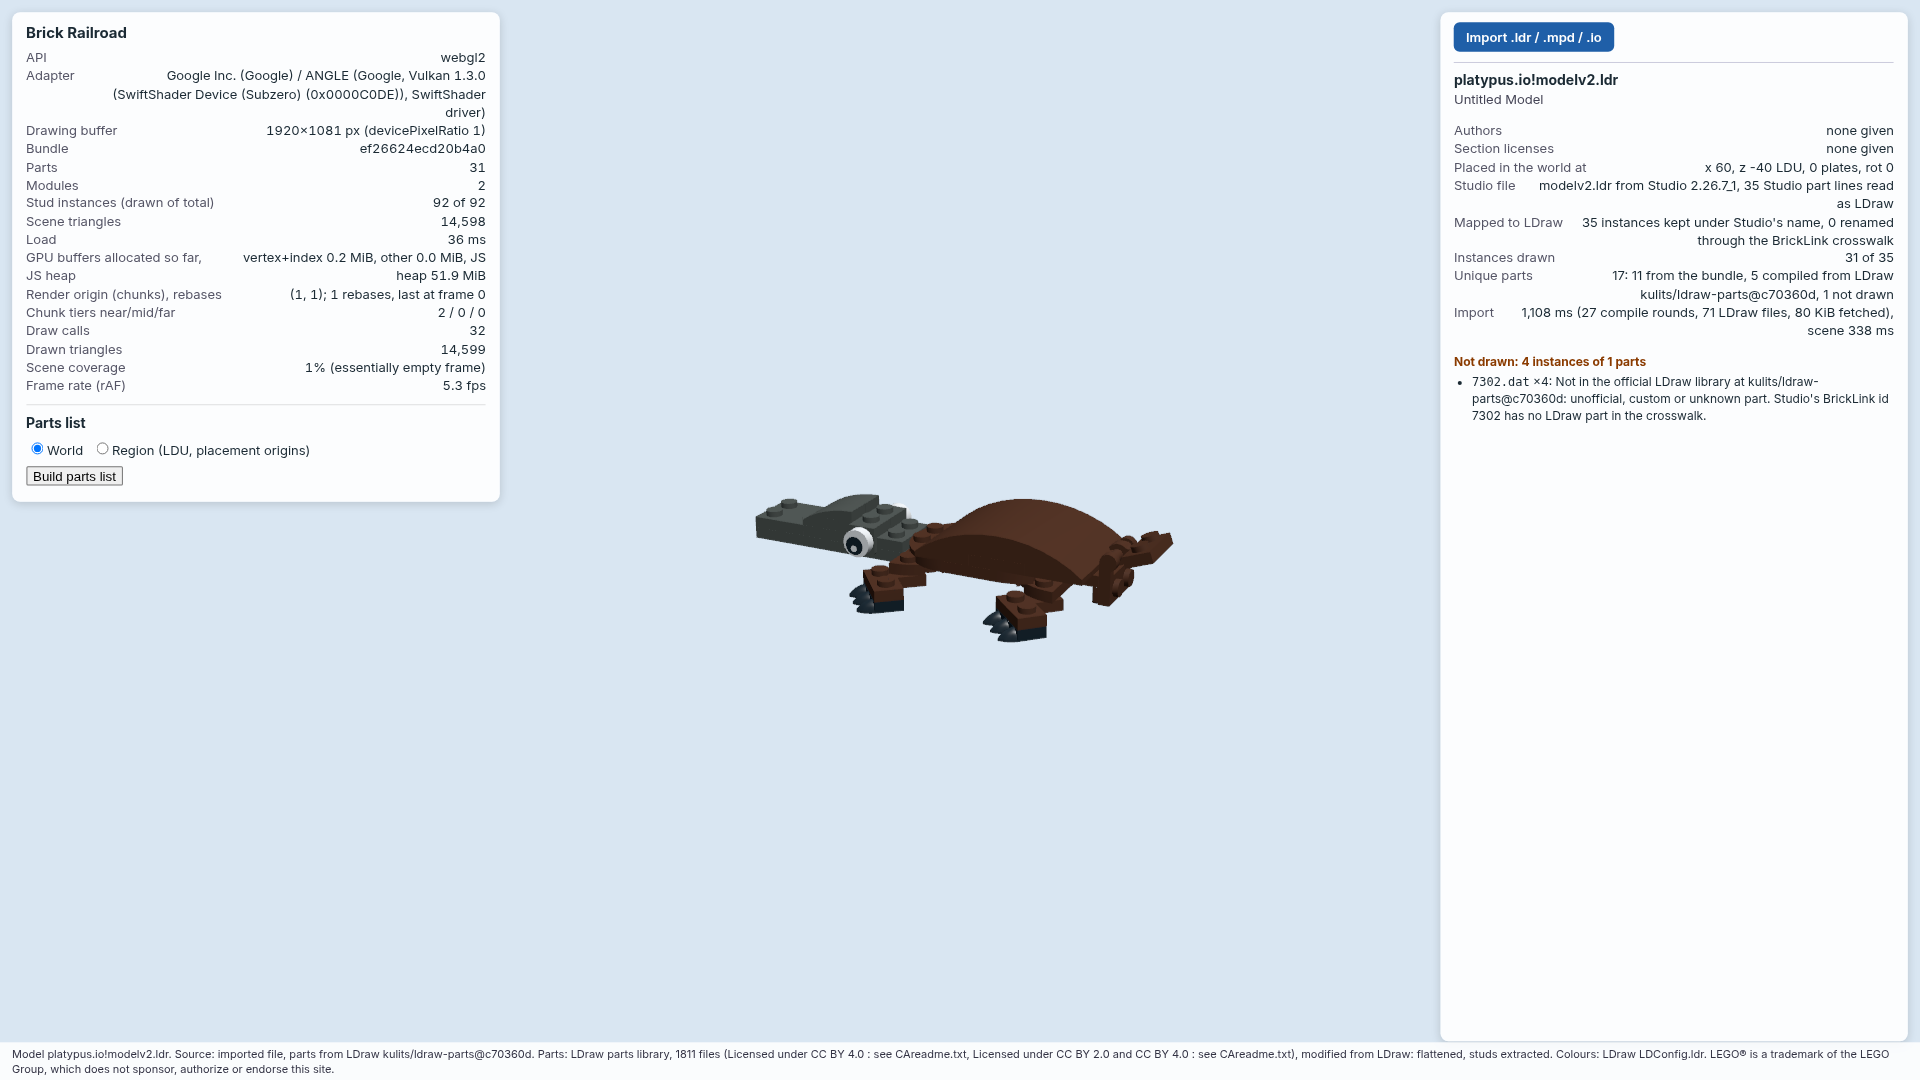 Brick Railroad
API webgl2
Adapter Google Inc. (Google) / ANGLE (Google, Vulkan 1.3.0
(SwiftShader Device (Subzero) (0x0000C0DE)), SwiftShader
driver)
Drawing buffer 1920×1081 px (devicePixelRatio 1)
Bundle ef26624ecd20b4a0
Parts 31
Modules 2
Stud instances (drawn of total) 92 of 92
Scene triangles 14,598
Load 36 ms
GPU buffers allocated so far, vertex+index 0.2 MiB, other 0.0 MiB, JS
JS heap heap 51.9 MiB
Render origin (chunks), rebases (1, 1); 1 rebases, last at frame 0
Chunk tiers near/mid/far 2 / 0 / 0
Draw calls 32
Drawn triangles 14,599
Scene coverage 1% (essentially empty frame)
Frame rate (rAF) 5.3 fps
Parts list
World Region (LDU, placement origins)
Build parts list
Import .ldr / .mpd / .io
platypus.io!modelv2.ldr
Untitled Model
Authors none given
Section licenses none given
Placed in the world at x 60, z -40 LDU, 0 plates, rot 0
Studio file modelv2.ldr from Studio 2.26.7_1, 35 Studio part lines read
as LDraw
Mapped to LDraw 35 instances kept under Studio's name, 0 renamed
through the BrickLink crosswalk
Instances drawn 31 of 35
Unique parts 17: 11 from the bundle, 5 compiled from LDraw
kulits/ldraw-parts@c70360d, 1 not drawn
Import 1,108 ms (27 compile rounds, 71 LDraw files, 80 KiB fetched),
scene 338 ms
Not drawn: 4 instances of 1 parts
• 7302.dat ×4: Not in the official LDraw library at kulits/ldraw-
parts@c70360d: unofficial, custom or unknown part. Studio's BrickLink id
7302 has no LDraw part in the crosswalk.
Model platypus.io!modelv2.ldr. Source: imported file, parts from LDraw kulits/ldraw-parts@c70360d. Parts: LDraw parts library, 1811 files (Licensed under CC BY 4.0 : see CAreadme.txt, Licensed under CC BY 2.0 and CC BY 4.0 : see CAreadme.txt), modified from LDraw: flattened, studs extracted. Colours: LDraw LDConfig.ldr. LEGO® is a trademark of the LEGO
Group, which does not sponsor, authorize or endorse this site.